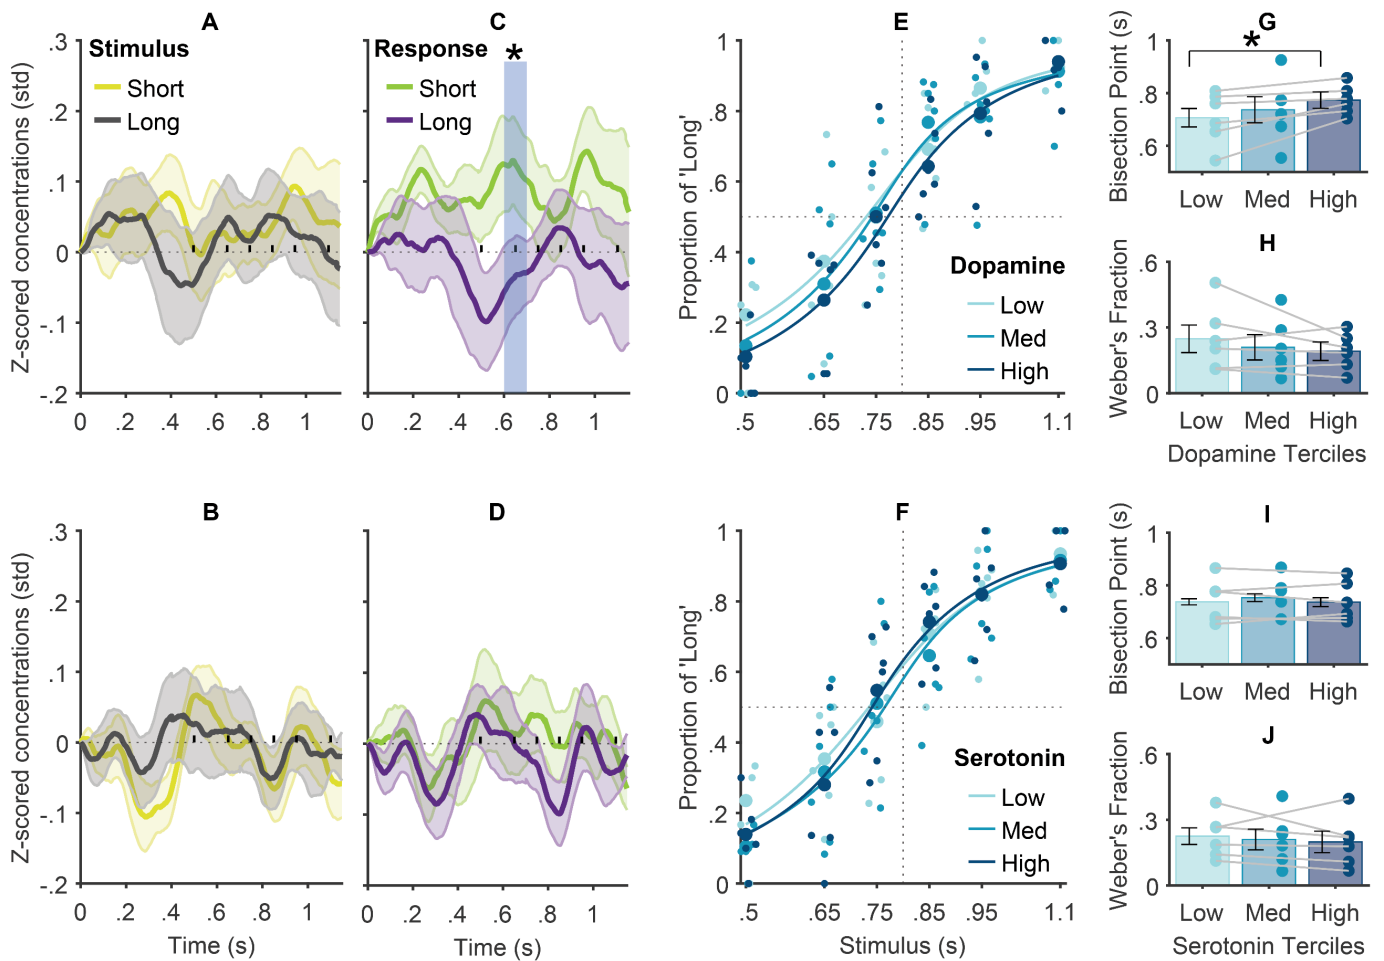 A
Z-scored concentrations (std)
.3
.2
.1
0
-.1
-.2
Stimulus
Short
Long
0
.2
.4
.6
.8
1
C
Response
*
Short
Long
0
.2
.4
.6
.8
1
E
Proportion of 'Long'
1
.8
.6
.4
.2
0
Dopamine
Low
Med
High
.5
.65
.75
.85
.95
1.1
G
*
Bisection Point (s)
1
.8
.6
Low
Med
High
H
Weber's Fraction
.6
.3
0
Low
Med
High
Dopamine Terciles
B
Z-scored concentrations (std)
.3
.2
.1
0
-.1
-.2
0
.2
.4
.6
.8
1
Time (s)
D
0
.2
.4
.6
.8
1
Time (s)
F
Proportion of 'Long'
1
.8
.6
.4
.2
0
Serotonin
Low
Med
High
.5
.65
.75
.85
.95
1.1
Stimulus (s)
I
Bisection Point (s)
1
.8
.6
Low
Med
High
J
Weber's Fraction
.6
.3
0
Low
Med
High
Serotonin Terciles